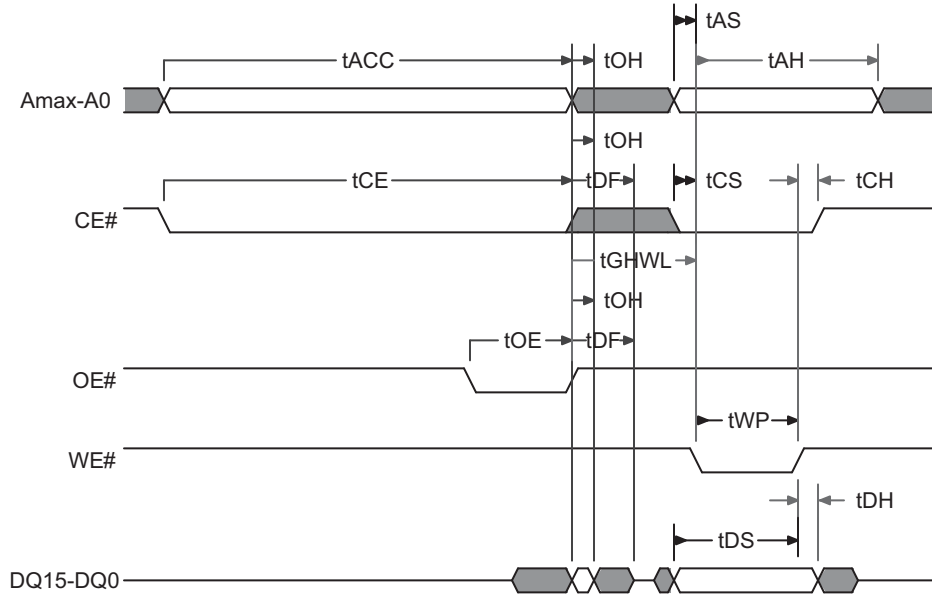 tAS
tACC tOH tAH
Amax-A0
tOH
tCE tDF tCS tCH
CE#
tGHWL
tOH
tOE tDF
OE#
tWP
WE#
tDH
tDS
DQ15-DQ0